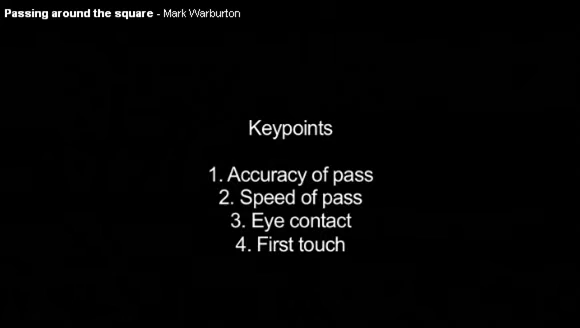 Passing around the square - Mark Warburton
Keypoints
1. Accuracy of pass
2. Speed of pass
3. Eye contact
4. First touch